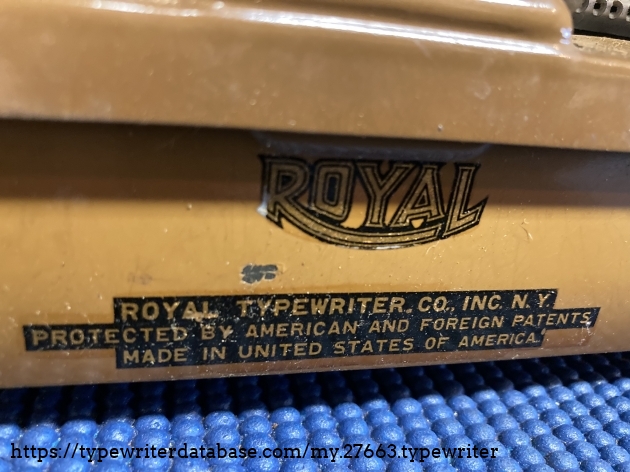 ROYAL
ROYAL TYPEWRITER. CO., INC. N.Y.
PROTECTED BY AMERICAN AND FOREIGN PATENTS
MADE IN UNITED STATES OF AMERICA.
https://typewriterdatabase.com/my.27663.typewriter